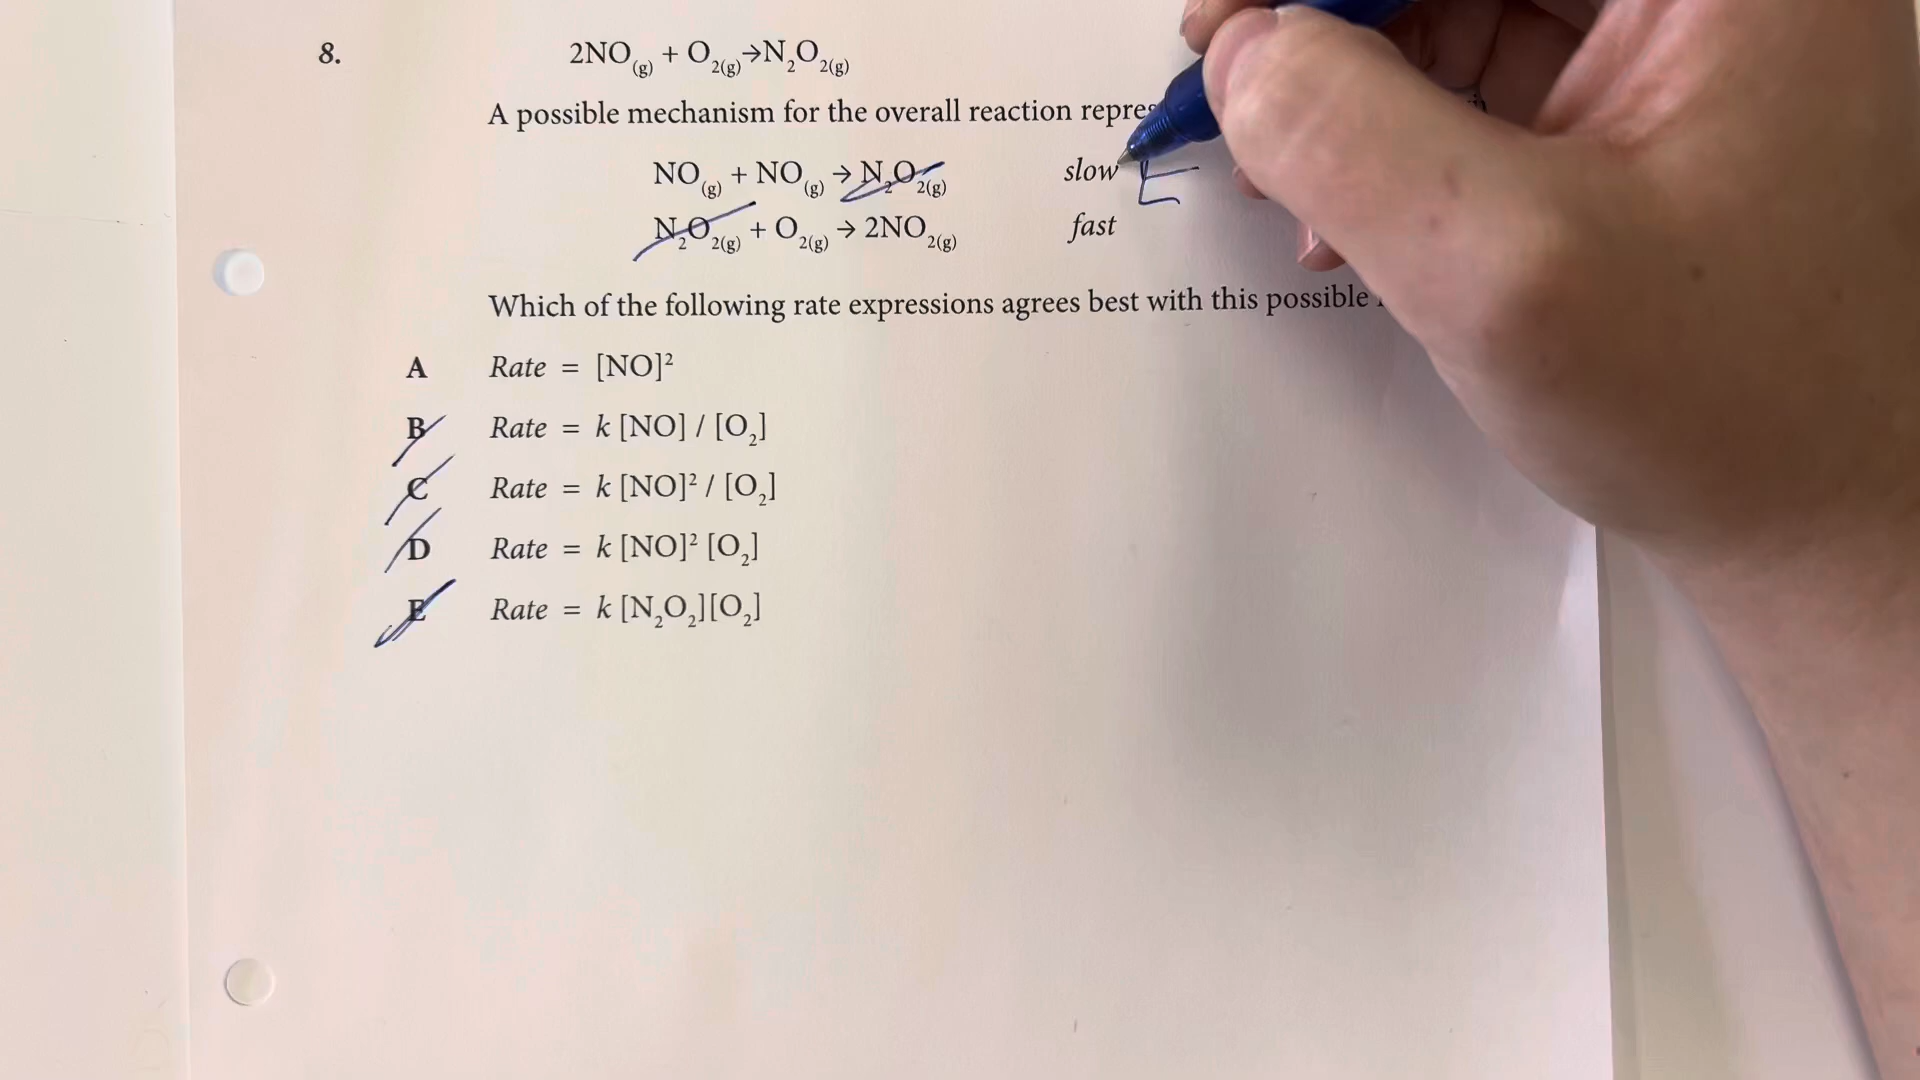 8. 2NO(g) + O2(g)→N2O2(g)
A possible mechanism for the overall reaction
NO(g) + NO(g) → N2O2(g) slow
N2O2(g) + O2(g) → 2NO2(g) fast
Which of the following rate expressions agrees best with this possible
A Rate = [NO]²
B Rate = k [NO] / [O2]
C Rate = k [NO]² / [O2]
D Rate = k [NO]² [O2]
E Rate = k [N2O2][O2]